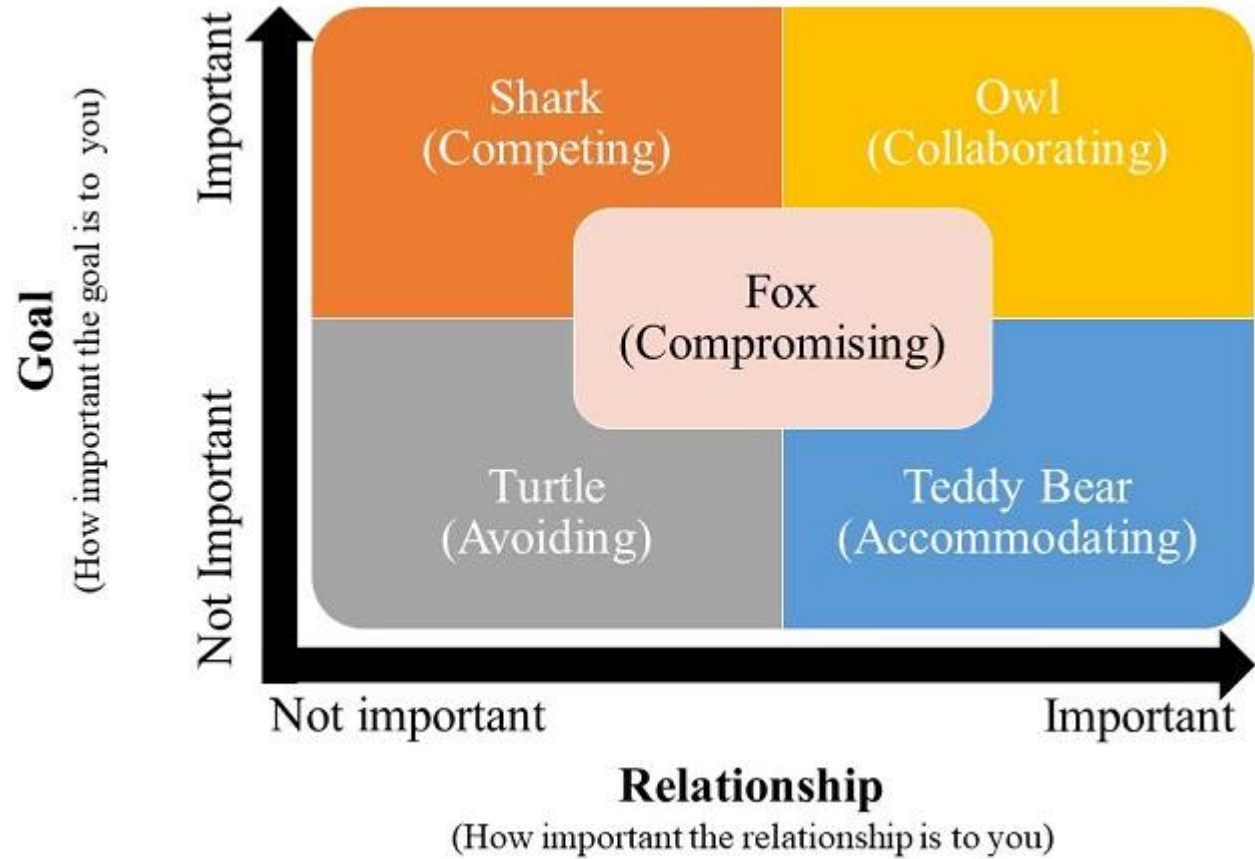 Goal
(How important the goal is to you)
Important
Not Important
Shark
(Competing)
Owl
(Collaborating)
Fox
(Compromising)
Turtle
(Avoiding)
Teddy Bear
(Accommodating)
Not important
Important
Relationship
(How important the relationship is to you)